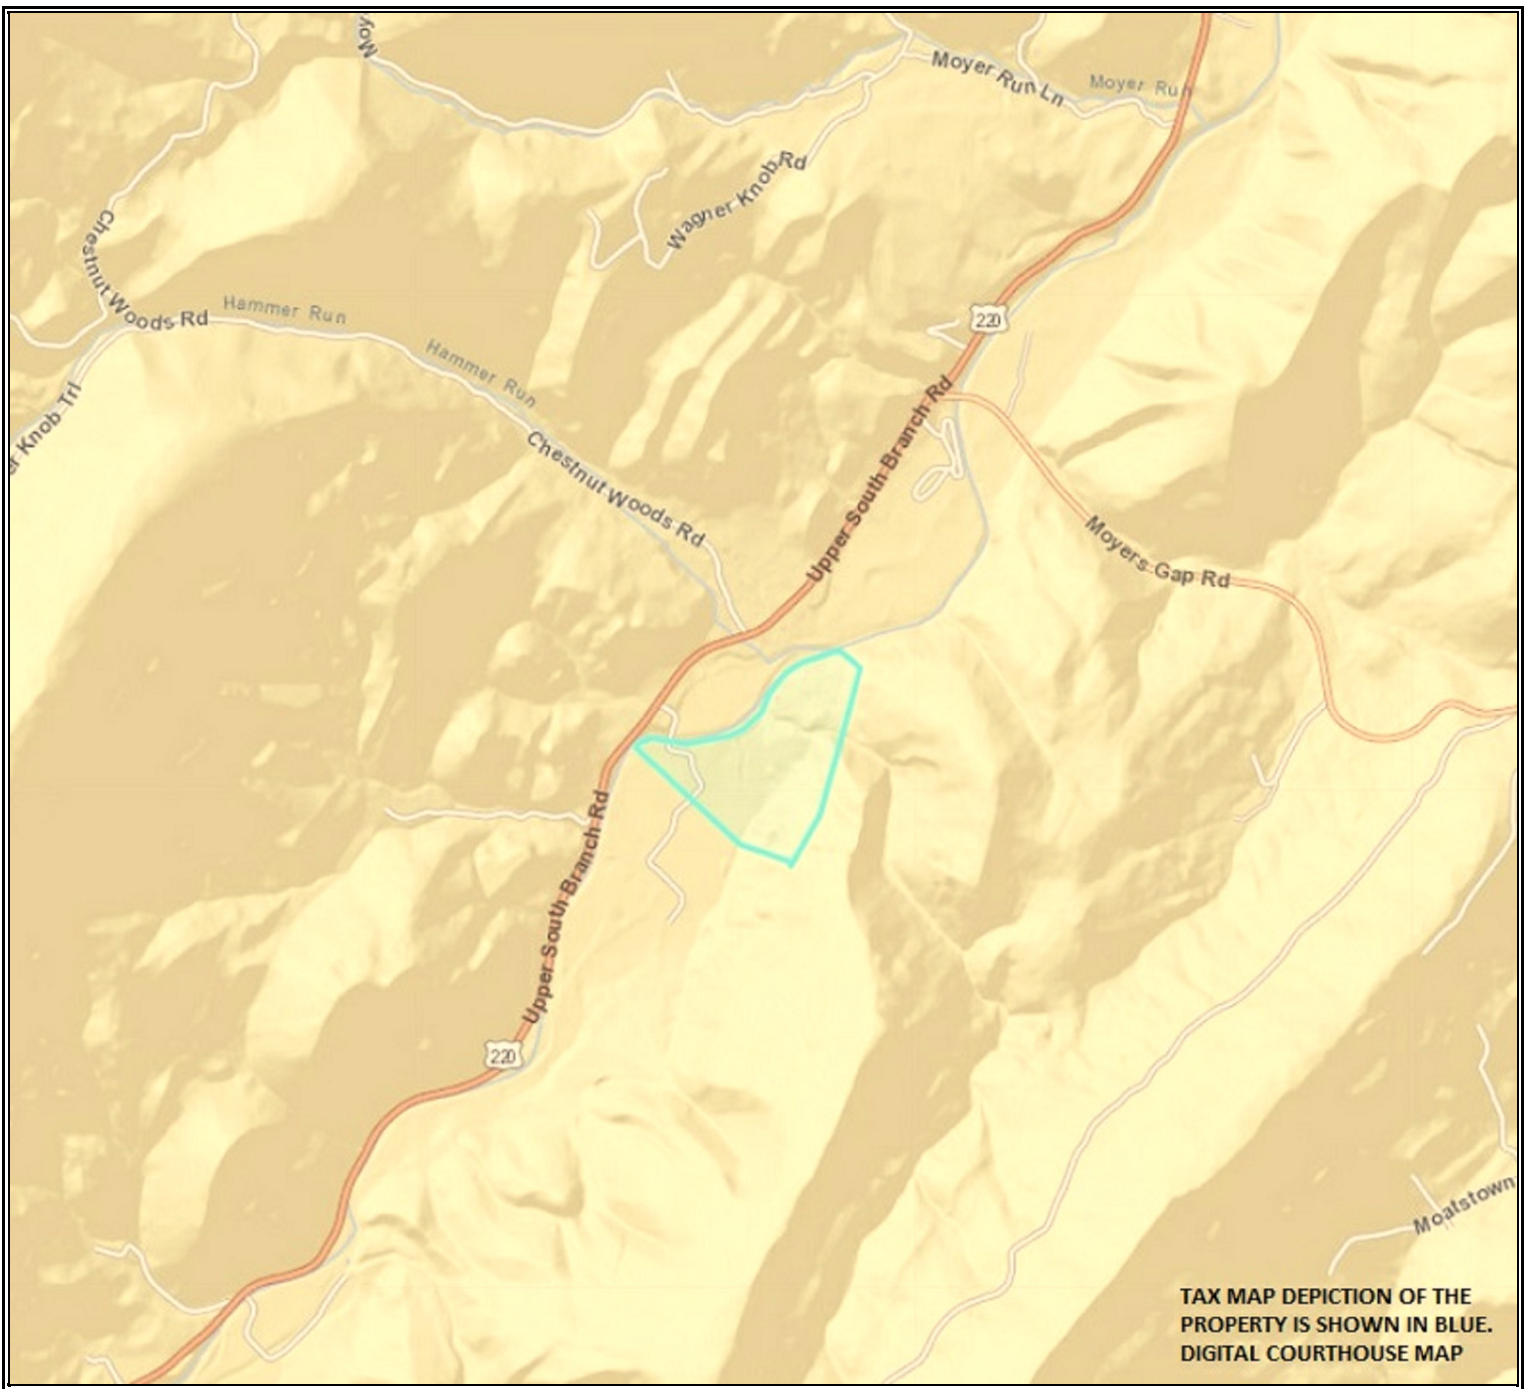 Moy
Moyer Run Ln
Moyer Run
Wagner Knob Rd
Chestnut Woods Rd
Hammer Run
Hammer Run
220
er Knob Trl
Chestnut Woods Rd
Upper South Branch Rd
Moyers Gap Rd
Upper South Branch Rd
220
Moatstown
TAX MAP DEPICTION OF THE
PROPERTY IS SHOWN IN BLUE.
DIGITAL COURTHOUSE MAP